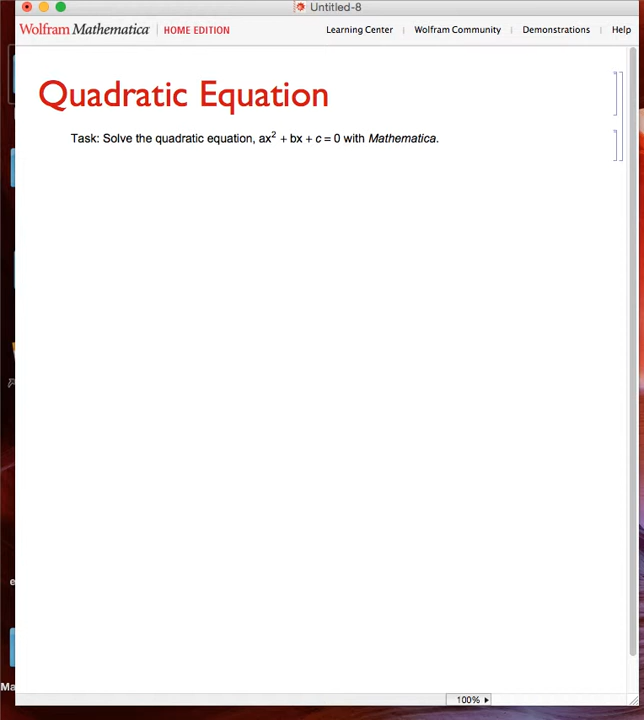 Untitled-8
Wolfram Mathematica HOME EDITION Learning Center Wolfram Community Demonstrations Help
Quadratic Equation
Task: Solve the quadratic equation, ax² + bx + c = 0 with Mathematica.
e
Ma
100%